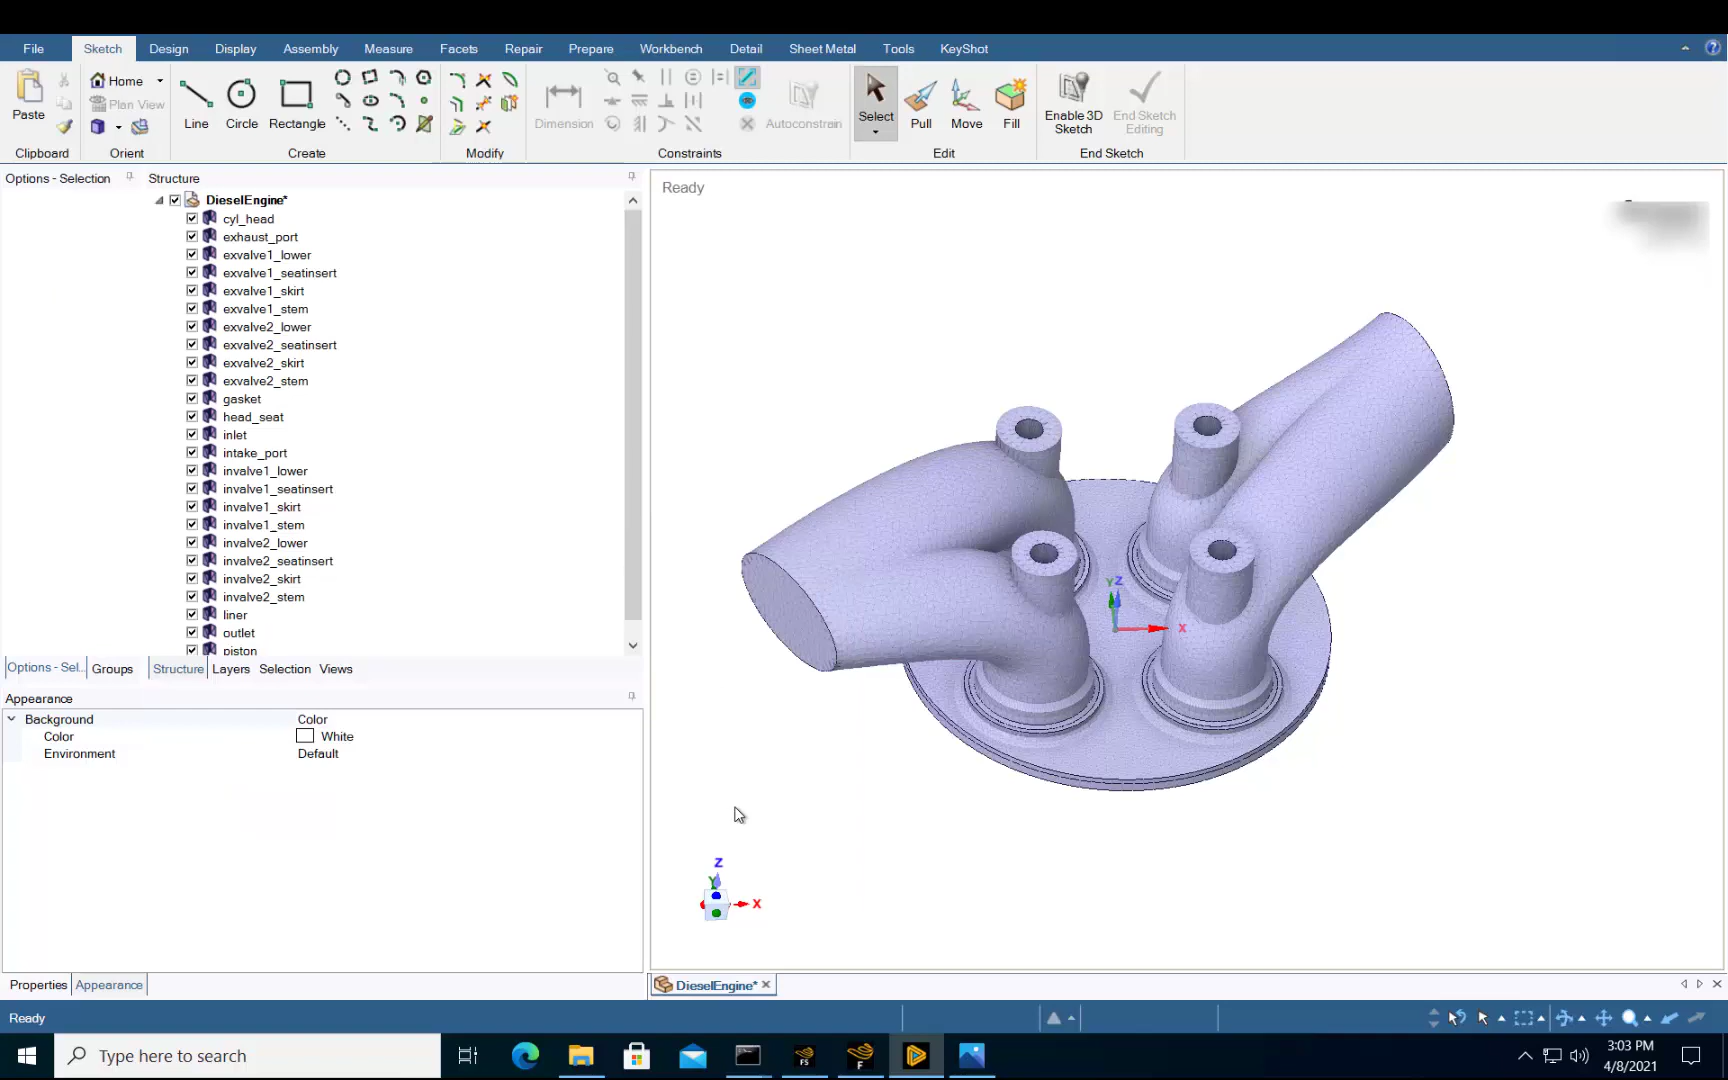 File Sketch Design Display Assembly Measure Facets Repair Prepare Workbench Detail Sheet Metal Tools KeyShot
Paste
Home
Plan View
Line
Circle
Rectangle
Dimension
Autoconstrain
Select
Pull
Move
Fill
Enable 3D
Sketch
End Sketch
Editing
Clipboard
Orient
Create
Modify
Constraints
Edit
End Sketch
Options - Selection
Structure
Ready
DieselEngine*
cyl_head
exhaust_port
exvalve1_lower
exvalve1_seatinsert
exvalve1_skirt
exvalve1_stem
exvalve2_lower
exvalve2_seatinsert
exvalve2_skirt
exvalve2_stem
gasket
head_seat
inlet
intake_port
invalve1_lower
invalve1_seatinsert
invalve1_skirt
invalve1_stem
invalve2_lower
invalve2_seatinsert
invalve2_skirt
invalve2_stem
liner
outlet
piston
Y Z
X
Options - Sel... Groups Structure Layers Selection Views
Appearance
Background Color
Color White
Environment Default
Z
Y
X
Properties Appearance
DieselEngine*
Ready
Type here to search
FS
F
3:03 PM
4/8/2021